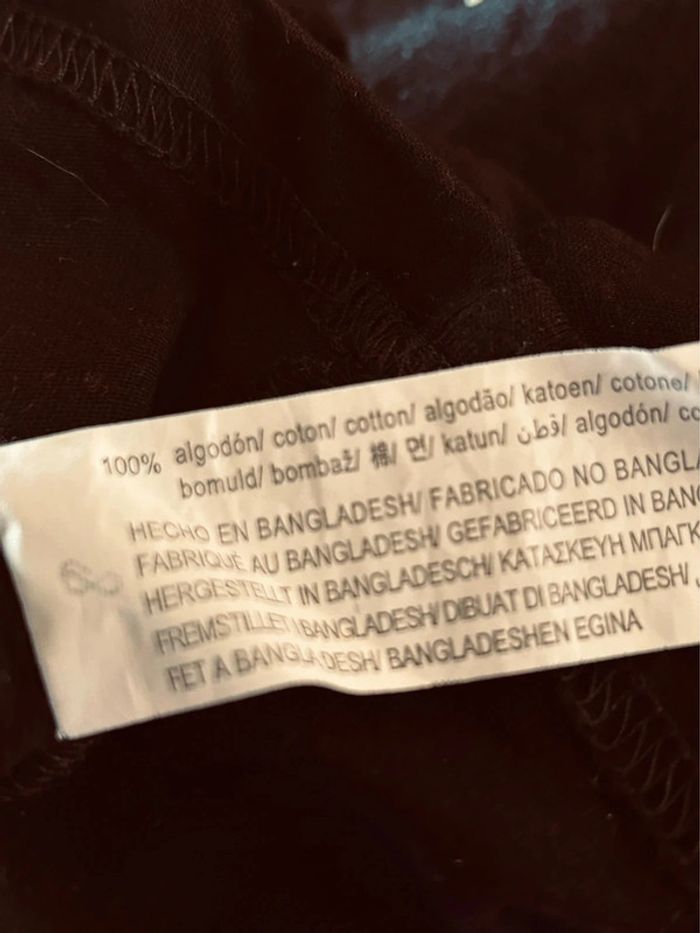 100% algodón/ coton/ cotton/ algodão/ katoen/ cotone/
bomuld/ bombaž/ 棉/ 면/ katun/ قطن/ algodón/ co
HECHO EN BANGLADESH/ FABRICADO NO BANGLA
FABRIQUÉ AU BANGLADESH/ GEFABRICEERD IN BANG
HERGESTELLT IN BANGLADESCH/ ΚΑΤΑΣΚΕΥΗ ΜΠΑΓΚ
FREMSTILLET I BANGLADESH/ DIBUAT DI BANGLADESH/
FET A BANGLADESH/ BANGLADESHEN EGINA